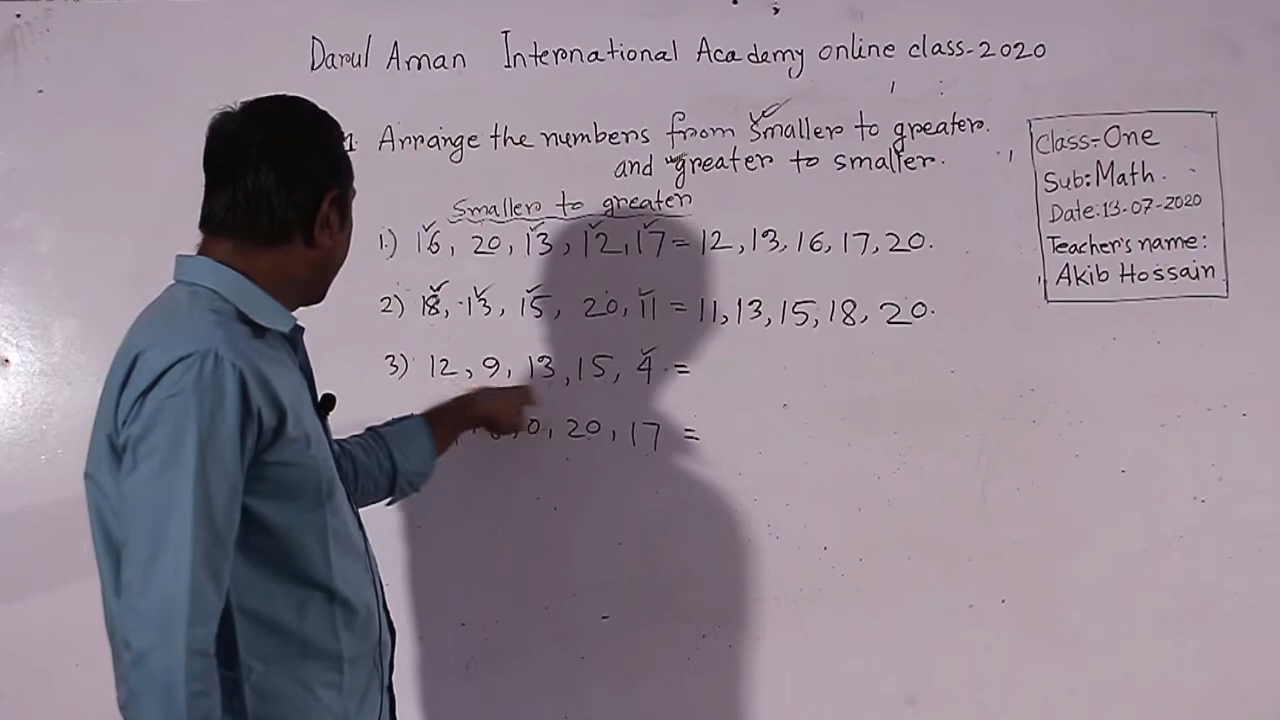 Darul Aman International Academy online class-2020
1. Arrange the numbers from smaller to greater.
and greater to smaller.
Smaller to greater
1.) 16, 20, 13, 12, 17 = 12, 13, 16, 17, 20.
2) 18, 13, 15, 20, 11 = 11, 13, 15, 18, 20.
3) 12, 9, 13, 15, 4 =
0, 20, 17 =
Class-One
Sub: Math.
Date: 13-07-2020
Teacher's name:
Akib Hossain